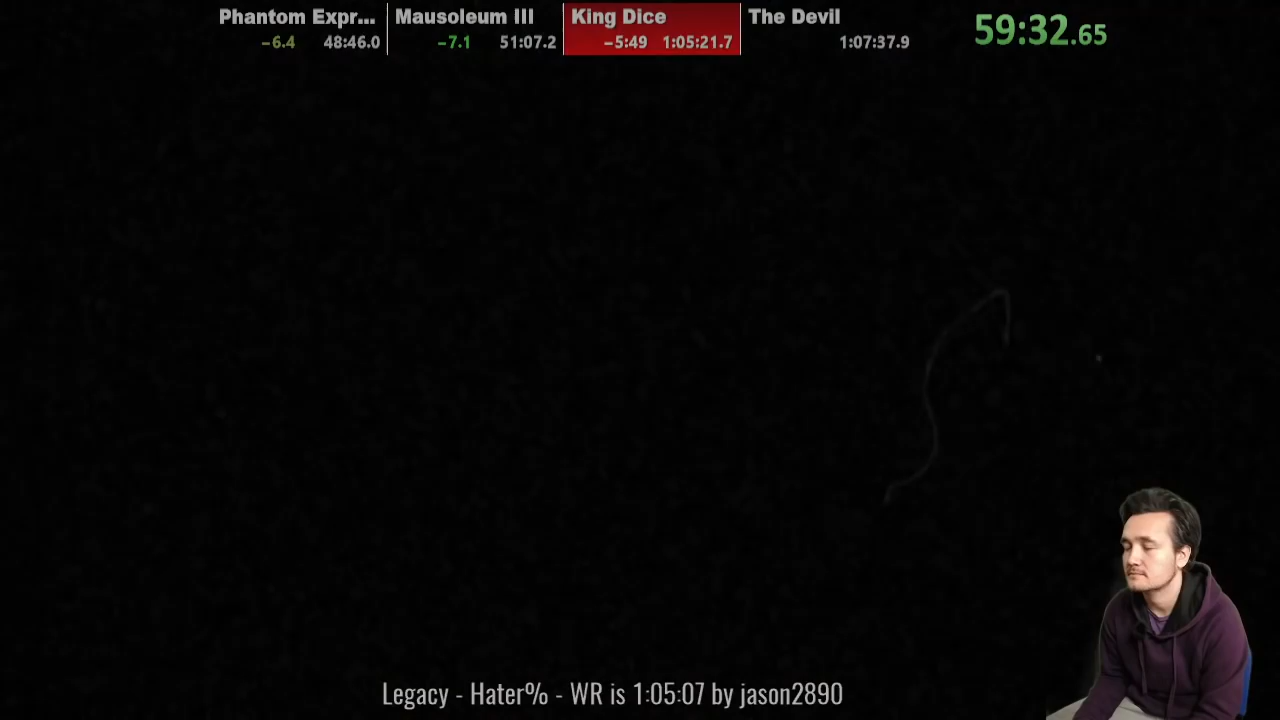 Phantom Expr... Mausoleum III King Dice The Devil
−6.4 48:46.0 −7.1 51:07.2 −5:49 1:05:21.7 1:07:37.9
59:32.65
Legacy - Hater% - WR is 1:05:07 by jason2890